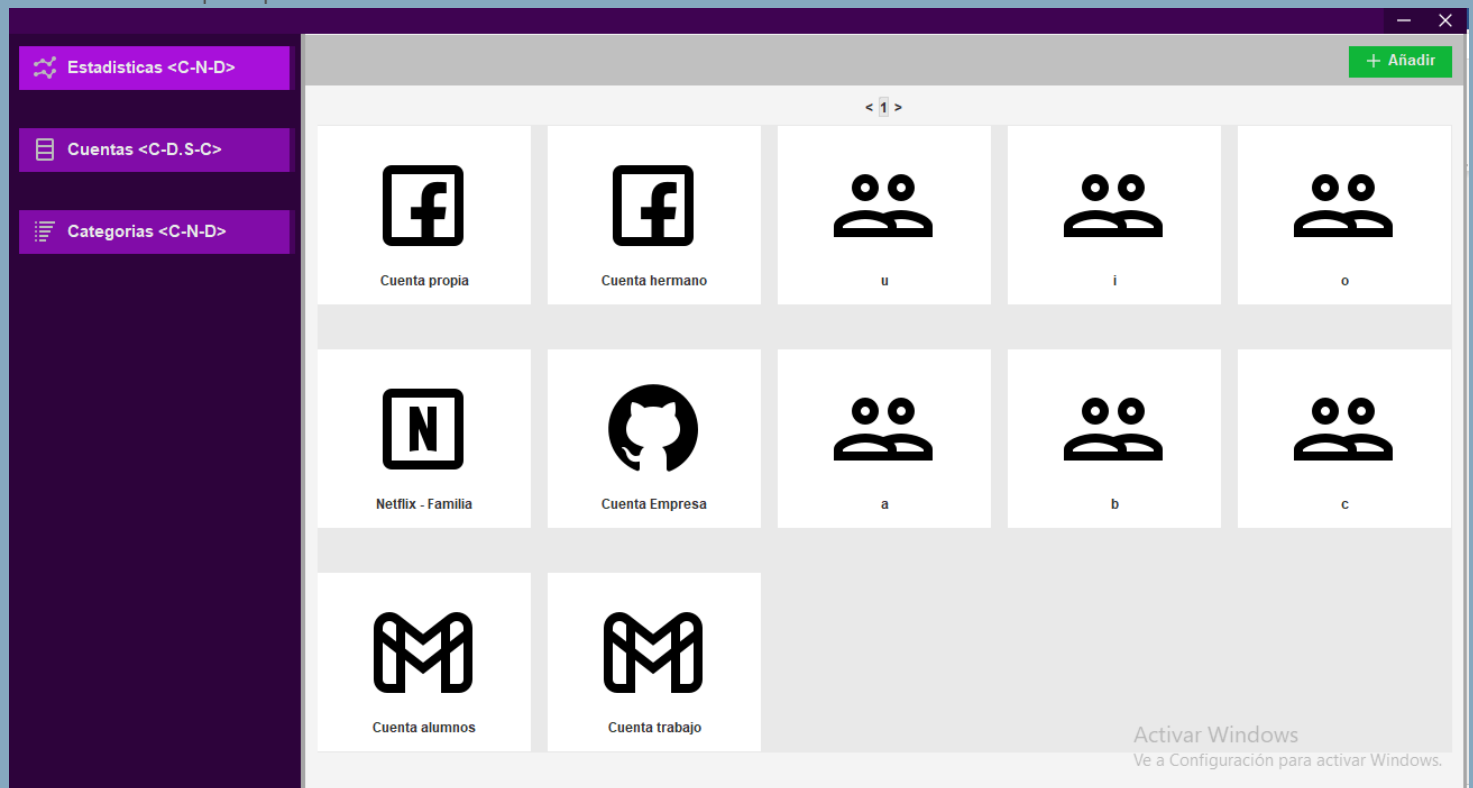 Estadisticas <C-N-D>
Cuentas <C-D.S-C>
Categorias <C-N-D>
+ Añadir
< 1 >
Cuenta propia
Cuenta hermano
u
i
o
N
Netflix - Familia
Cuenta Empresa
a
b
c
Cuenta alumnos
Cuenta trabajo
Activar Windows
Ve a Configuración para activar Windows.